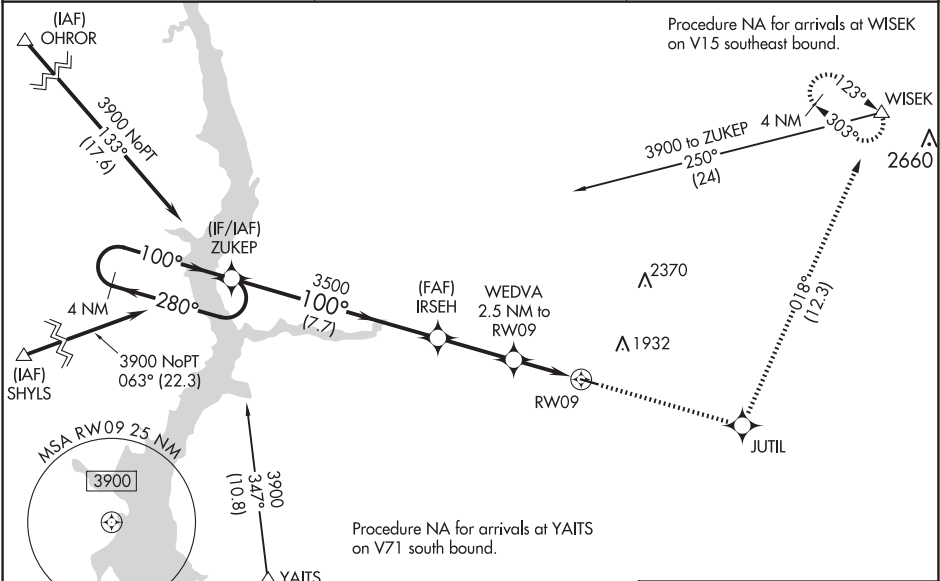 (IAF)
OHROR
3900 NoPT
133°
(17.6)
Procedure NA for arrivals at WISEK
on V15 southeast bound.
123°
WISEK
4 NM
303°
2660
3900 to ZUKEP
250°
(24)
(IF/IAF)
ZUKEP
100°
280°
4 NM
3500
100°
(7.7)
(FAF)
IRSEH
WEDVA
2.5 NM to
RW09
2370
1932
018°
(12.3)
3900 NoPT
063° (22.3)
(IAF)
SHYLS
RW09
JUTIL
MSA RW09 25 NM
3900
3900
347°
(10.8)
Procedure NA for arrivals at YAITS
on V71 south bound.
YAITS